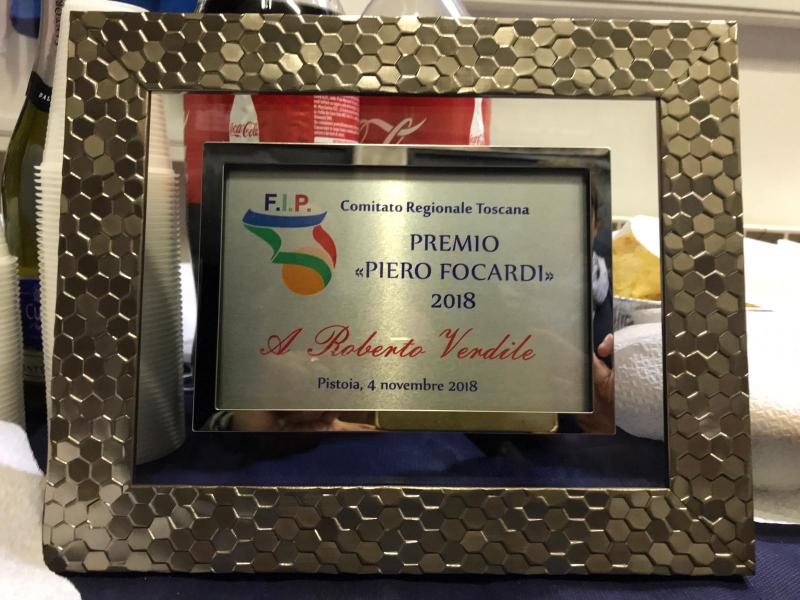 Coca-Cola
F.I.P.
Comitato Regionale Toscana
PREMIO
«PIERO FOCARDI»
2018
A Roberto Verdile
Pistoia, 4 novembre 2018